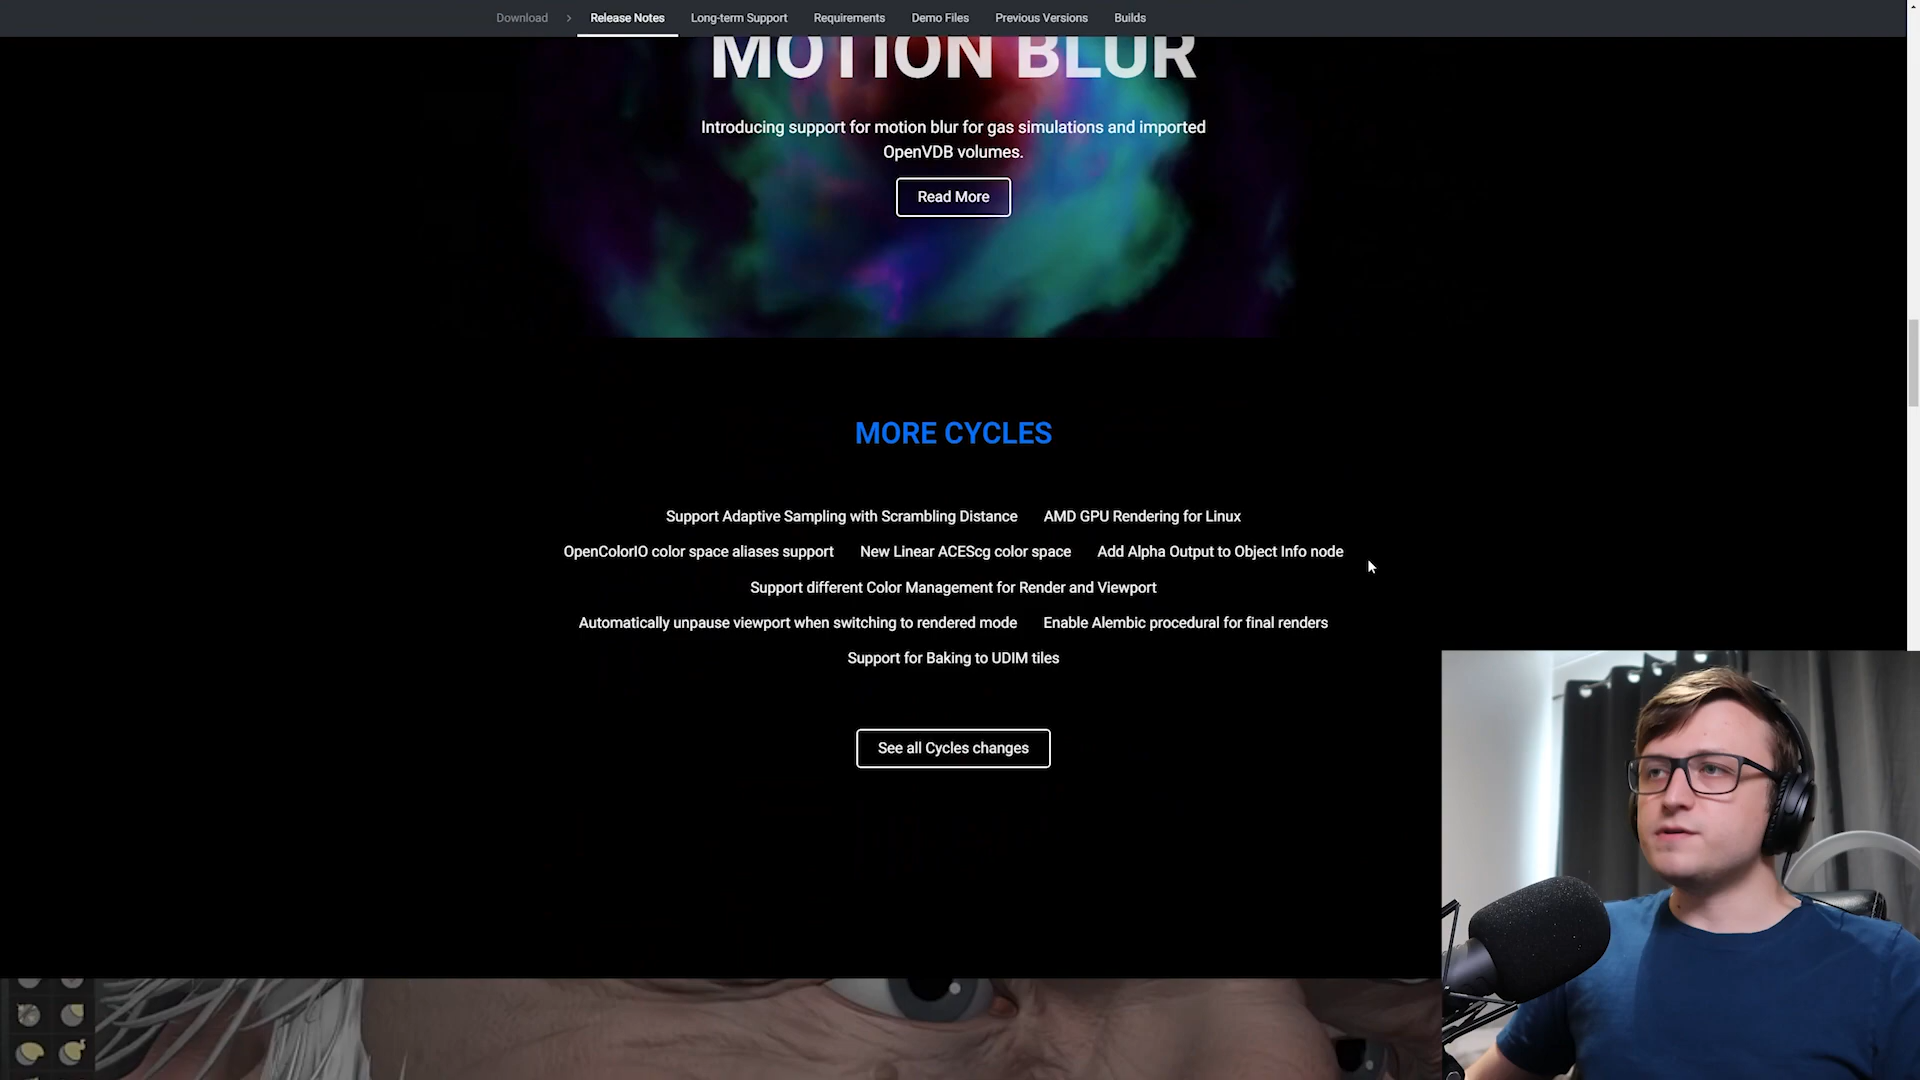 Download > Release Notes Long-term Support Requirements Demo Files Previous Versions Builds
MOTION BLUR
Introducing support for motion blur for gas simulations and imported
OpenVDB volumes.
Read More
MORE CYCLES
Support Adaptive Sampling with Scrambling Distance AMD GPU Rendering for Linux
OpenColorIO color space aliases support New Linear ACEScg color space Add Alpha Output to Object Info node
Support different Color Management for Render and Viewport
Automatically unpause viewport when switching to rendered mode Enable Alembic procedural for final renders
Support for Baking to UDIM tiles
See all Cycles changes